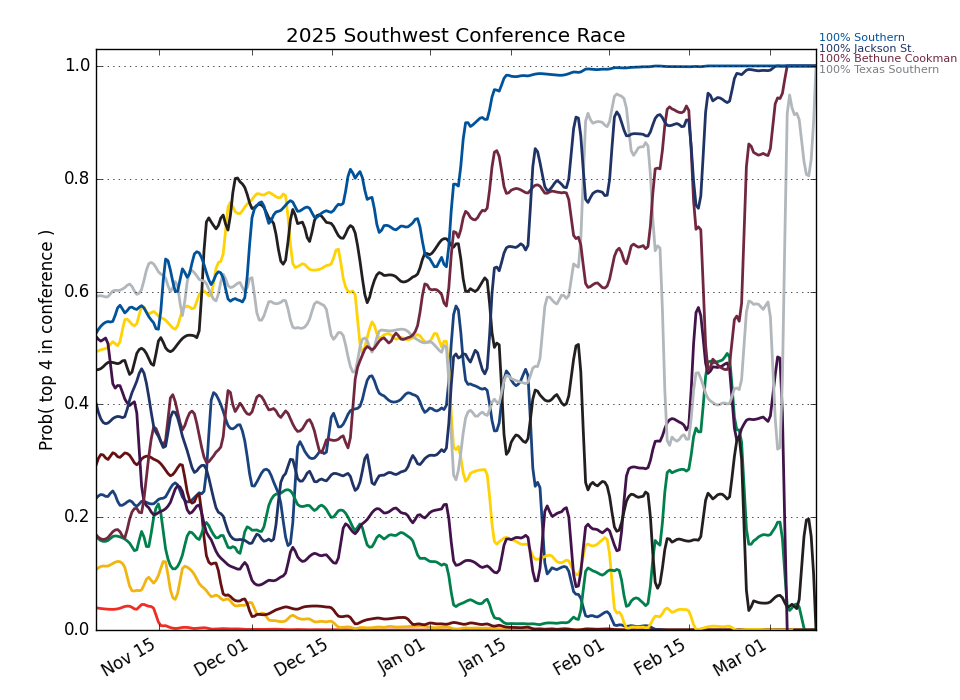 2025 Southwest Conference Race
100% Southern
100% Jackson St.
100% Bethune Cookman
100% Texas Southern
Prob( top 4 in conference )
1.0
0.8
0.6
0.4
0.2
0.0
Nov 15
Dec 01
Dec 15
Jan 01
Jan 15
Feb 01
Feb 15
Mar 01